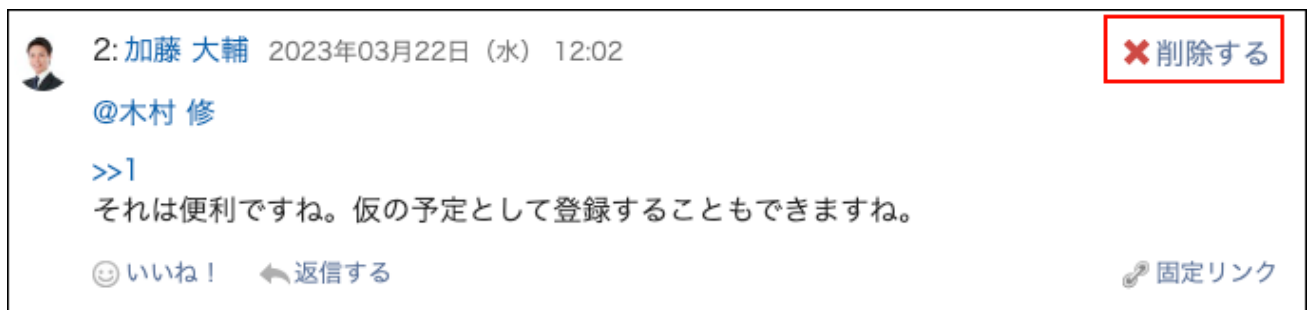 2: 加藤 大輔 2023年03月22日（水） 12:02 削除する
@木村 修
>>1
それは便利ですね。仮の予定として登録することもできますね。
いいね！ 返信する 固定リンク